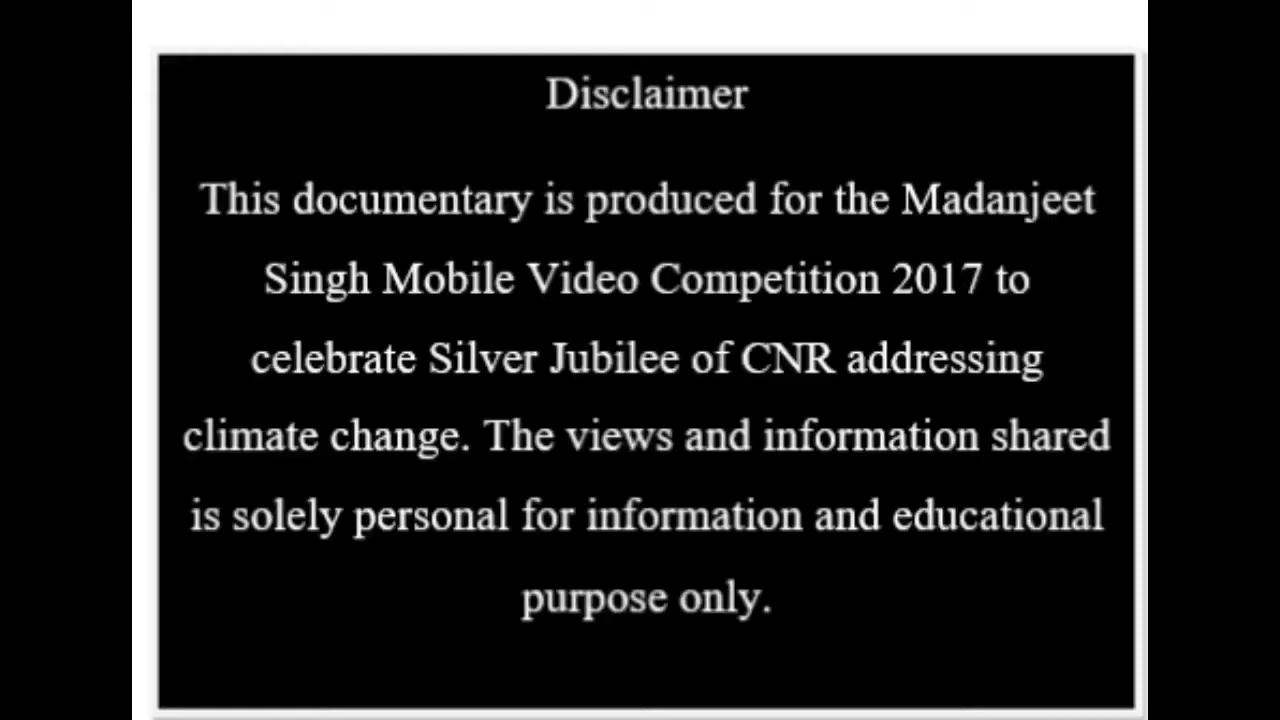 Disclaimer
This documentary is produced for the Madanjeet
Singh Mobile Video Competition 2017 to
celebrate Silver Jubilee of CNR addressing
climate change. The views and information shared
is solely personal for information and educational
purpose only.